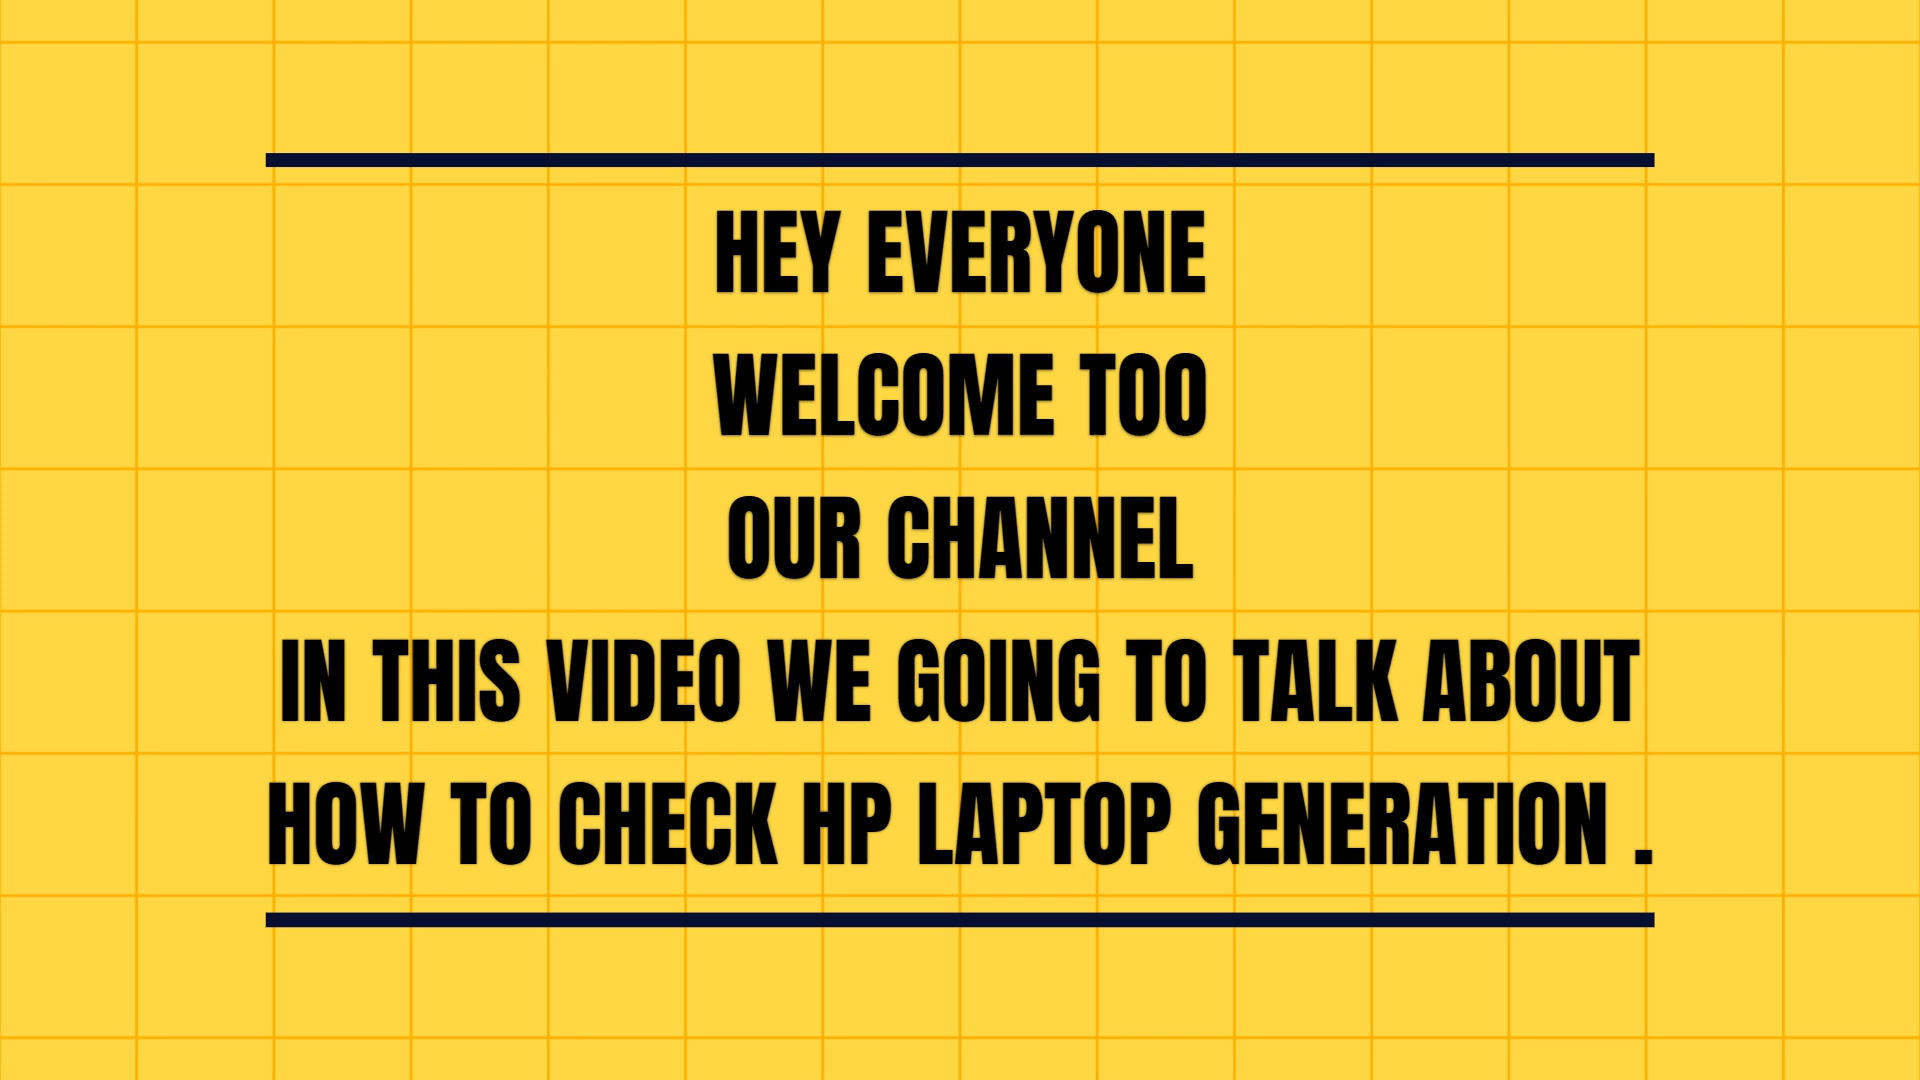 HEY EVERYONE
WELCOME TOO
OUR CHANNEL
IN THIS VIDEO WE GOING TO TALK ABOUT
HOW TO CHECK HP LAPTOP GENERATION .